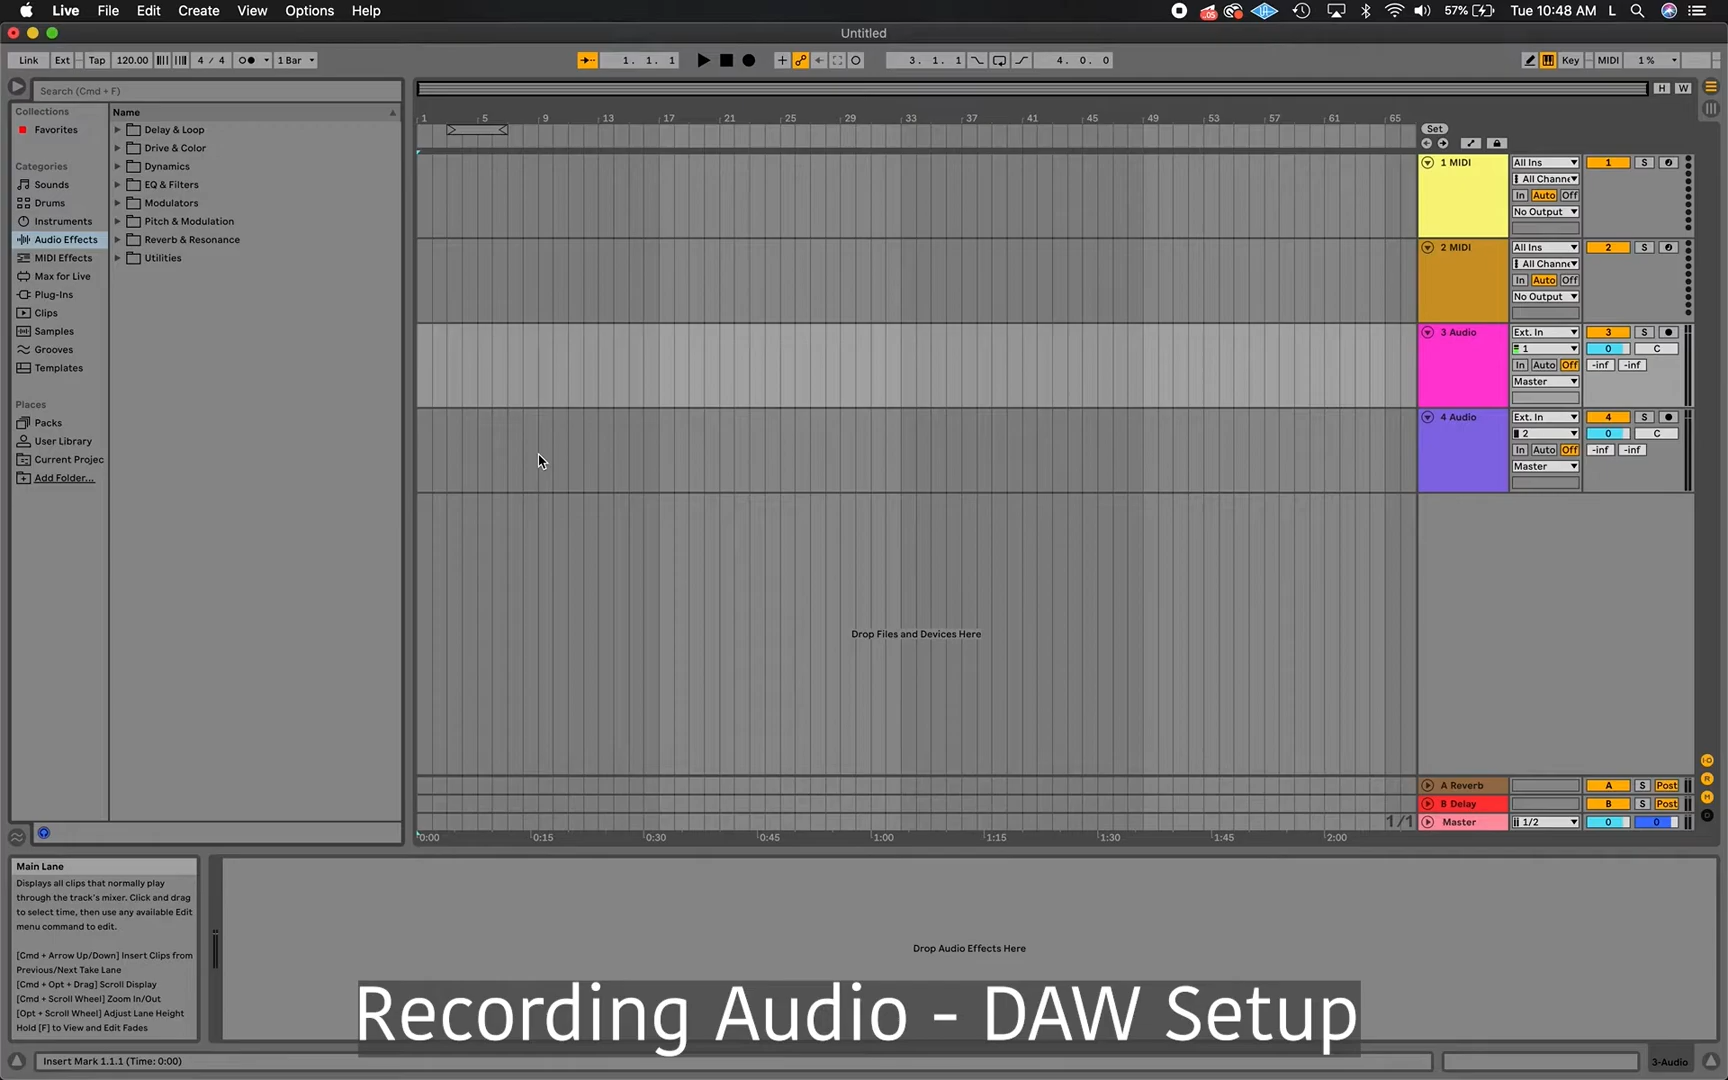 Live File Edit Create View Options Help
57% Tue 10:48 AM L
Untitled
Link Ext Tap 120.00 4 / 4 1 Bar 1. 1. 1 3. 1. 1 4. 0. 0 Key MIDI 1 %
Search (Cmd + F)
H W
Collections
Favorites
Categories
Sounds
Drums
Instruments
Audio Effects
MIDI Effects
Max for Live
Plug-Ins
Clips
Samples
Grooves
Templates
Places
Packs
User Library
Current Projec
Add Folder...
Name
Delay & Loop
Drive & Color
Dynamics
EQ & Filters
Modulators
Pitch & Modulation
Reverb & Resonance
Utilities
1 5 9 13 17 21 25 29 33 37 41 45 49 53 57 61 65
Set
1 MIDI All Ins 1 S
All Channe
In Auto Off
No Output
2 MIDI All Ins 2 S
All Channe
In Auto Off
No Output
3 Audio Ext. In 3 S
1 0 C
In Auto Off -inf -inf
Master
4 Audio Ext. In 4 S
2 0 C
In Auto Off -inf -inf
Master
Drop Files and Devices Here
A Reverb A S Post
B Delay B S Post
1/1 Master 1/2 0 0
0:00 0:15 0:30 0:45 1:00 1:15 1:30 1:45 2:00
Main Lane
Displays all clips that normally play
through the track's mixer. Click and drag
to select time, then use any available Edit
menu command to edit.
[Cmd + Arrow Up/Down] Insert Clips from
Previous/Next Take Lane
[Cmd + Opt + Drag] Scroll Display
[Cmd + Scroll Wheel] Zoom In/Out
[Opt + Scroll Wheel] Adjust Lane Height
Hold [F] to View and Edit Fades
Drop Audio Effects Here
Recording Audio - DAW Setup
Insert Mark 1.1.1 (Time: 0:00)
3-Audio